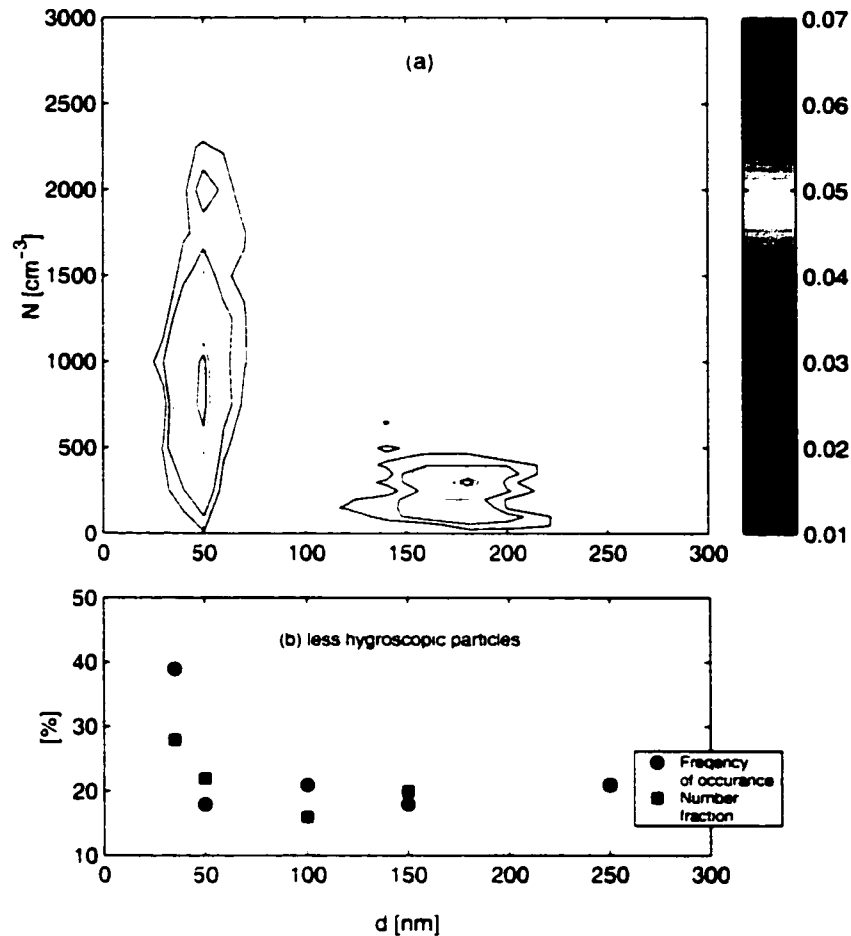 (a)
3000
2500
2000
1500
1000
500
0
N [cm⁻³]
0 50 100 150 200 250 300
0.07
0.06
0.05
0.04
0.03
0.02
0.01
(b) less hygroscopic particles
50
40
30
20
10
[%]
Freqency
of occurance
Number
fraction
0 50 100 150 200 250 300
d [nm]